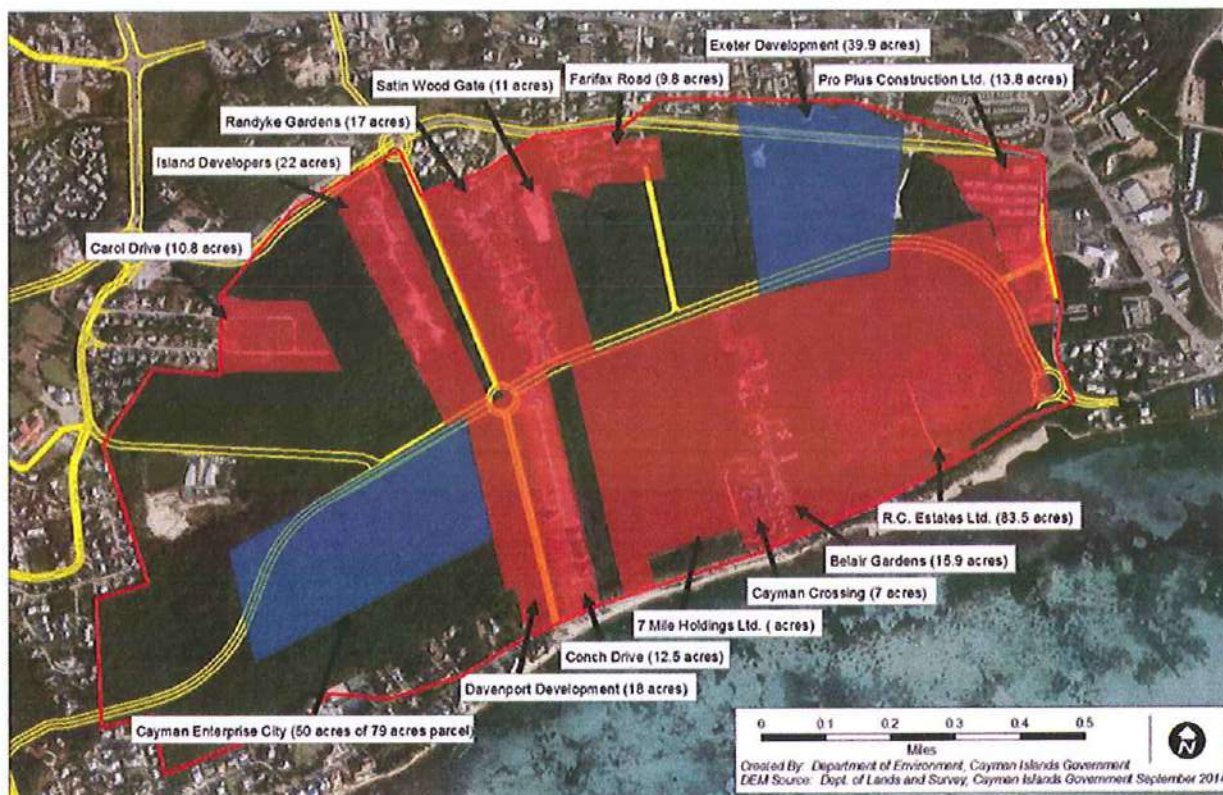 Exeter Development (39.9 acres)
Farifax Road (9.8 acres)
Pro Plus Construction Ltd. (13.8 acres)
Satin Wood Gate (11 acres)
Randyke Gardens (17 acres)
Island Developers (22 acres)
Carol Drive (10.8 acres)
R.C. Estates Ltd. (83.5 acres)
Belair Gardens (15.9 acres)
Cayman Crossing (7 acres)
7 Mile Holdings Ltd. ( acres)
Conch Drive (12.5 acres)
Davenport Development (18 acres)
Cayman Enterprise City (50 acres of 79 acres parcel)
0 0.1 0.2 0.3 0.4 0.5
Miles
N
Created By: Department of Environment, Cayman Islands Government
DEM Source: Dept. of Lands and Survey, Cayman Islands Government September 2014